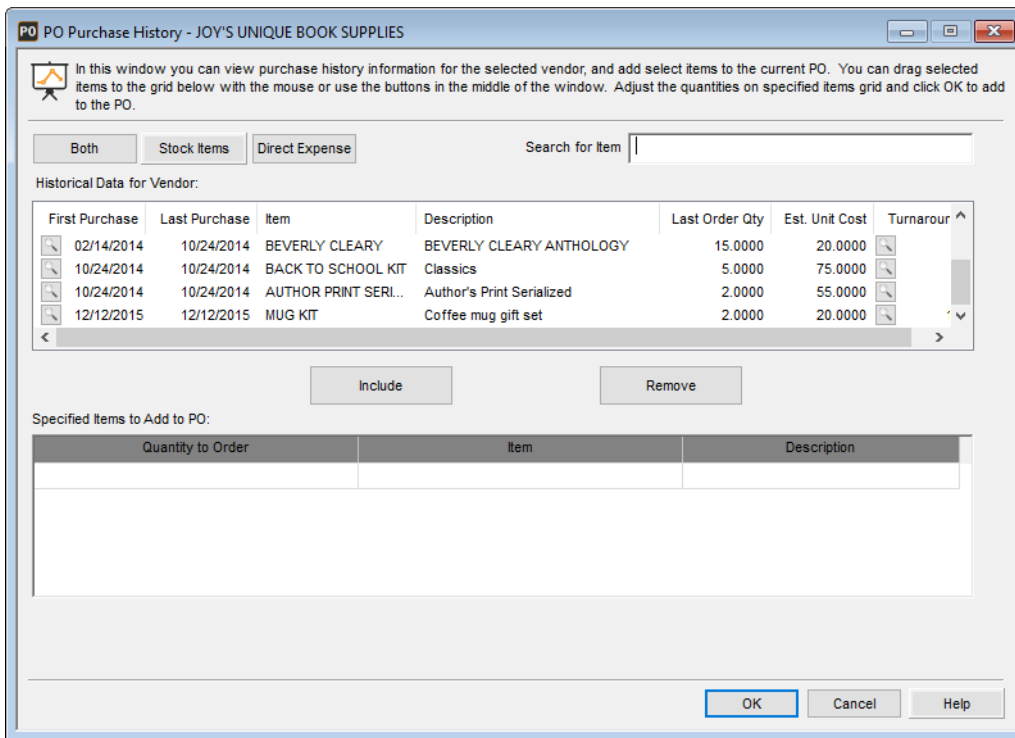 PO PO Purchase History - JOY'S UNIQUE BOOK SUPPLIES
In this window you can view purchase history information for the selected vendor, and add select items to the current PO. You can drag selected
items to the grid below with the mouse or use the buttons in the middle of the window. Adjust the quantities on specified items grid and click OK to add
to the PO.
Both Stock Items Direct Expense Search for Item
Historical Data for Vendor:
First Purchase Last Purchase Item Description Last Order Qty Est. Unit Cost Turnaroun
02/14/2014 10/24/2014 BEVERLY CLEARY BEVERLY CLEARY ANTHOLOGY 15.0000 20.0000
10/24/2014 10/24/2014 BACK TO SCHOOL KIT Classics 5.0000 75.0000
10/24/2014 10/24/2014 AUTHOR PRINT SERI... Author's Print Serialized 2.0000 55.0000
12/12/2015 12/12/2015 MUG KIT Coffee mug gift set 2.0000 20.0000
Include Remove
Specified Items to Add to PO:
Quantity to Order Item Description
OK Cancel Help